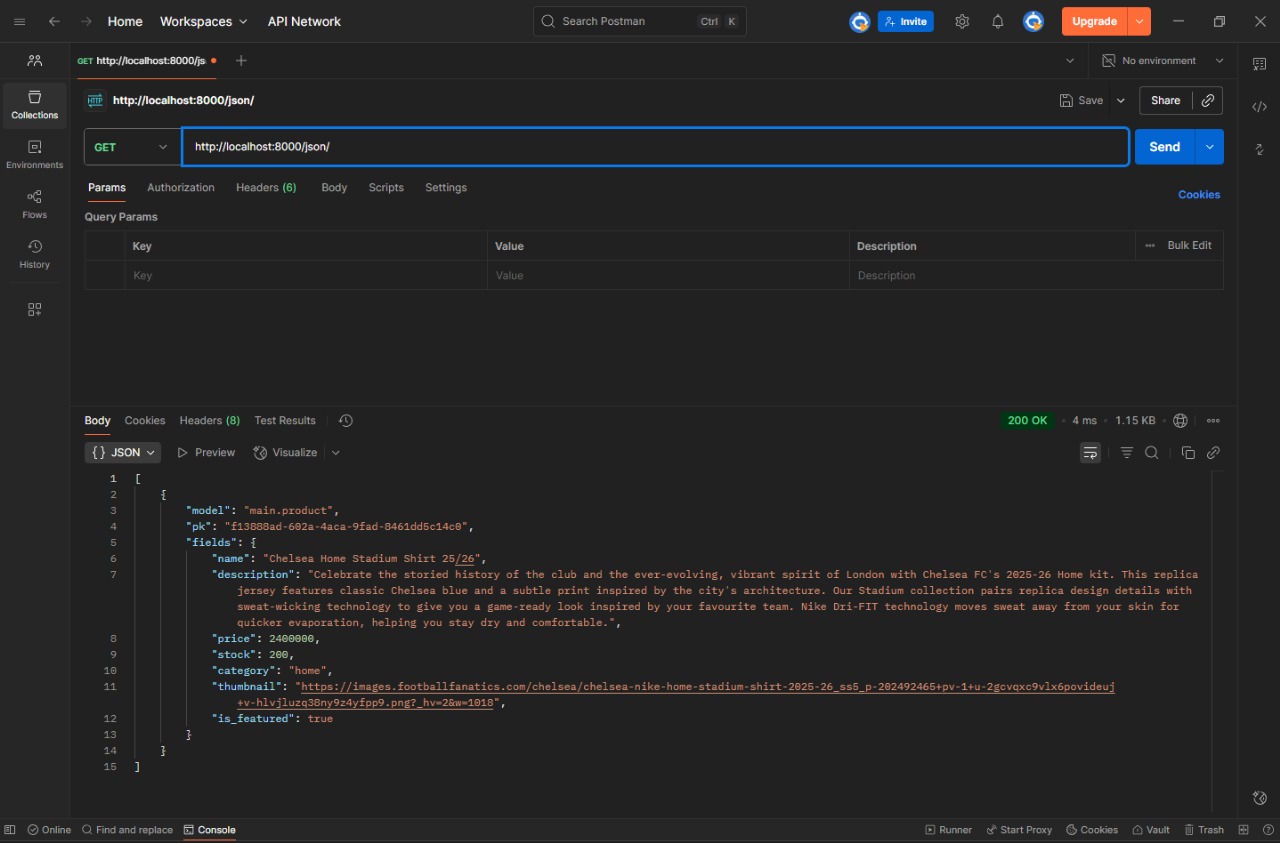 Home Workspaces API Network Search Postman Ctrl K Invite Upgrade
GET http://localhost:8000/js No environment
HTTP http://localhost:8000/json/ Save Share
Collections
GET http://localhost:8000/json/ Send
Environments
Params Authorization Headers (6) Body Scripts Settings Cookies
Flows
Query Params
Key Value Description Bulk Edit
History
Key Value Description
Body Cookies Headers (8) Test Results 200 OK 4 ms 1.15 KB
{} JSON Preview Visualize
1 [
2 {
3 "model": "main.product",
4 "pk": "f13888ad-602a-4aca-9fad-8461dd5c14c0",
5 "fields": {
6 "name": "Chelsea Home Stadium Shirt 25/26",
7 "description": "Celebrate the storied history of the club and the ever-evolving, vibrant spirit of London with Chelsea FC's 2025-26 Home kit. This replica
jersey features classic Chelsea blue and a subtle print inspired by the city's architecture. Our Stadium collection pairs replica design details with
sweat-wicking technology to give you a game-ready look inspired by your favourite team. Nike Dri-FIT technology moves sweat away from your skin for
quicker evaporation, helping you stay dry and comfortable.",
8 "price": 2400000,
9 "stock": 200,
10 "category": "home",
11 "thumbnail": "https://images.footballfanatics.com/chelsea/chelsea-nike-home-stadium-shirt-2025-26_ss5_p-202492465+pv-1+u-2gcvqxc9vlx6povideuj
+v-hlvjluzq38ny9z4yfpp9.png?_hv=2&w=1018",
12 "is_featured": true
13 }
14 }
15 ]
Online Find and replace Console Runner Start Proxy Cookies Vault Trash